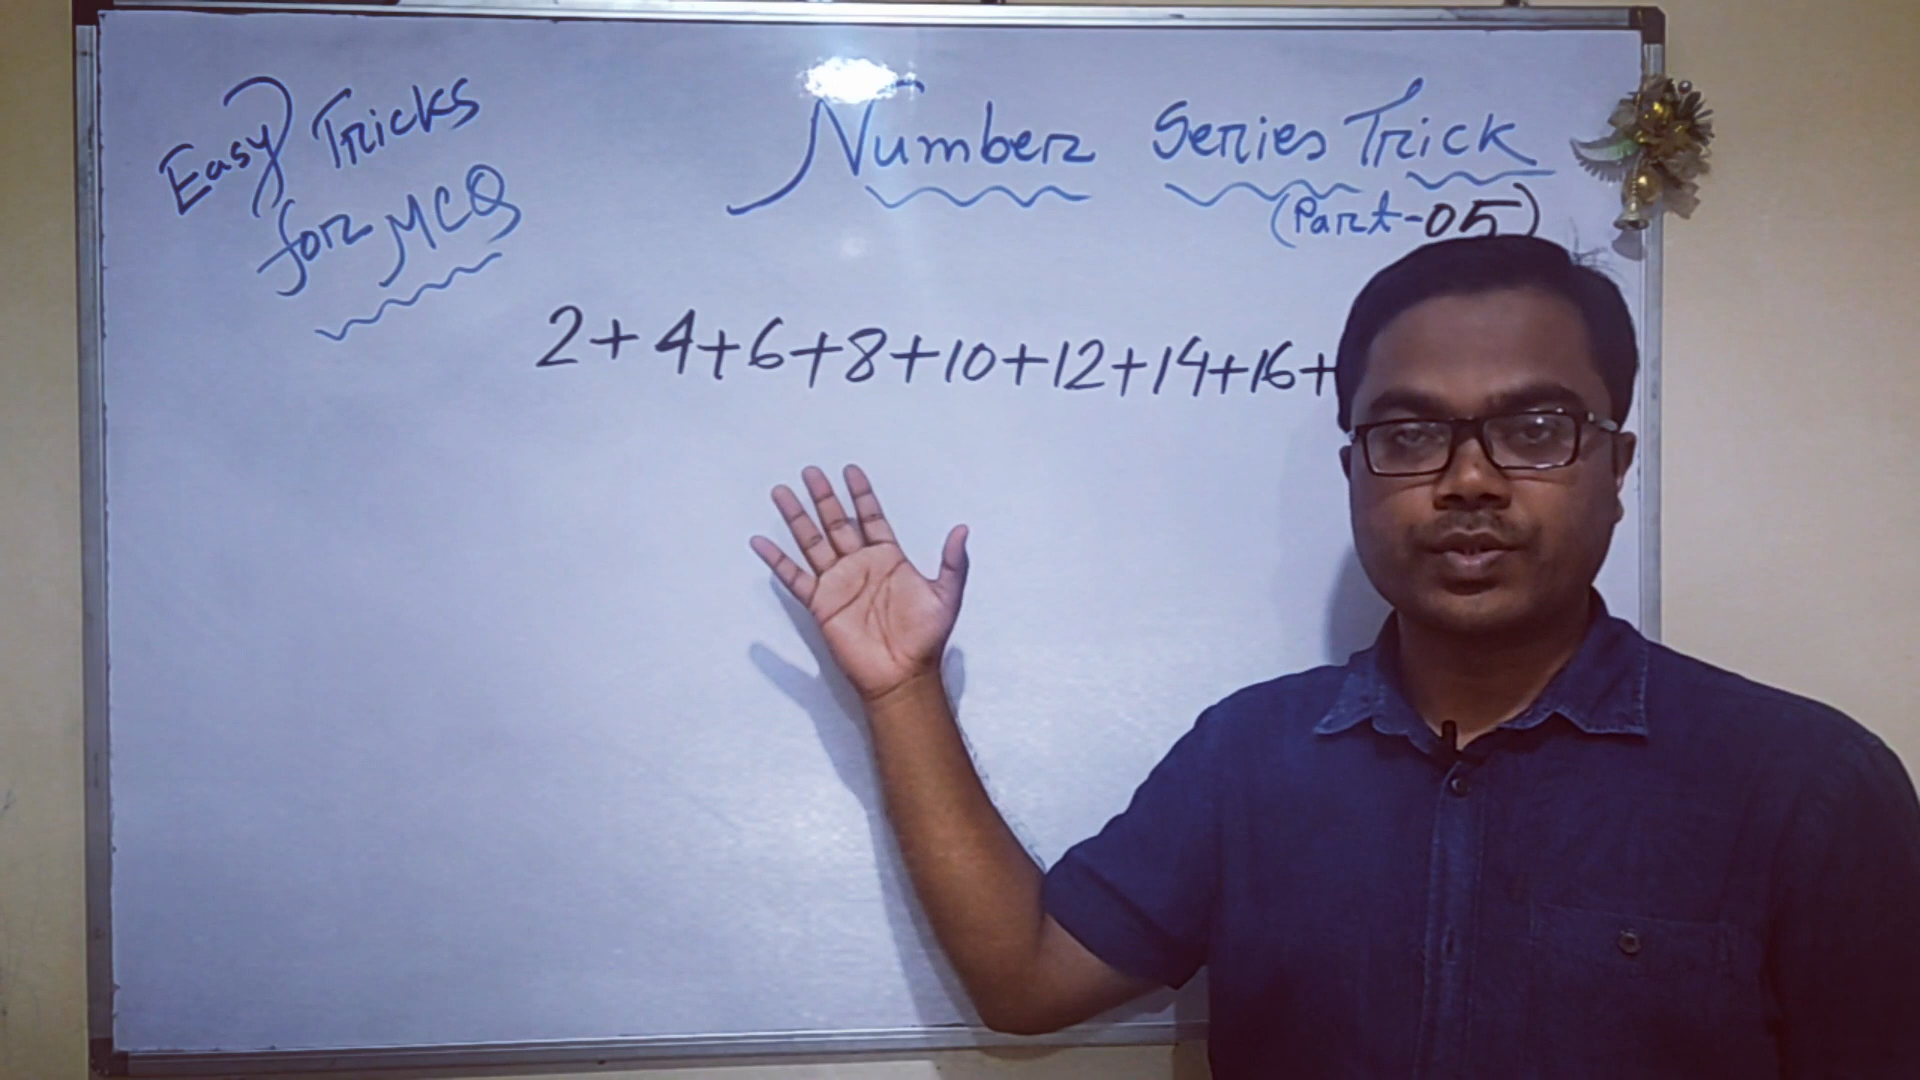 Easy Tricks
for MCQ
Number Series Trick
(Part-05)
2+4+6+8+10+12+14+16+